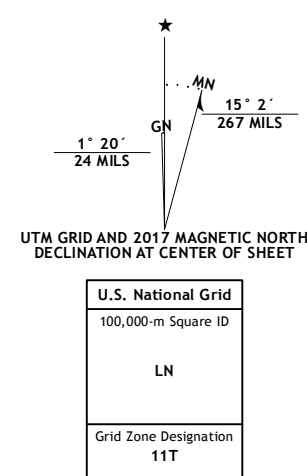 ★
MN
GN
15° 2´
267 MILS
1° 20´
24 MILS
UTM GRID AND 2017 MAGNETIC NORTH
DECLINATION AT CENTER OF SHEET
U.S. National Grid
100,000-m Square ID
LN
Grid Zone Designation
11T